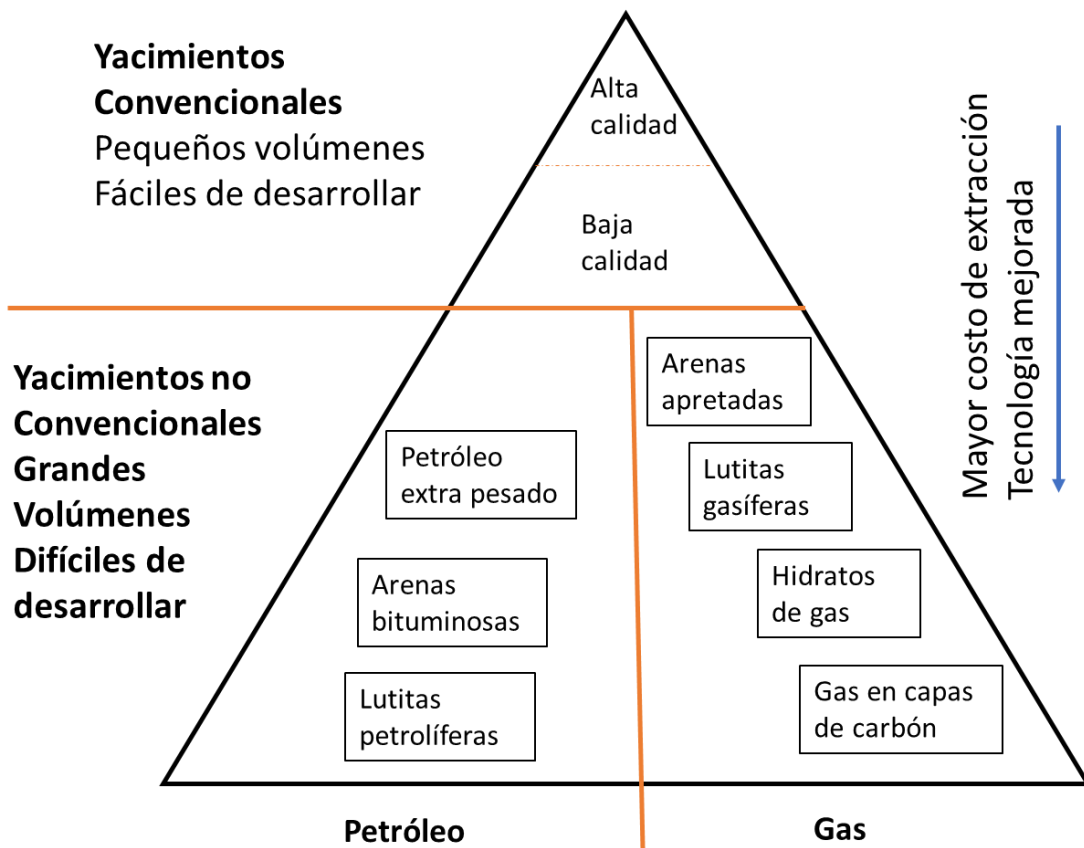 Yacimientos
Convencionales
Pequeños volúmenes
Fáciles de desarrollar
Alta
calidad
Baja
calidad
Mayor costo de extracción
Tecnología mejorada
Yacimientos no
Convencionales
Grandes
Volúmenes
Difíciles de
desarrollar
Petróleo
extra pesado
Arenas
bituminosas
Lutitas
petrolíferas
Arenas
apretadas
Lutitas
gasíferas
Hidratos
de gas
Gas en capas
de carbón
Petróleo
Gas